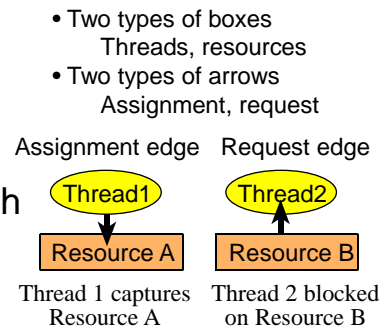 • Two types of boxes
Threads, resources
• Two types of arrows
Assignment, request
Assignment edge Request edge
h Thread1 Thread2
Resource A Resource B
Thread 1 captures Thread 2 blocked
Resource A on Resource B